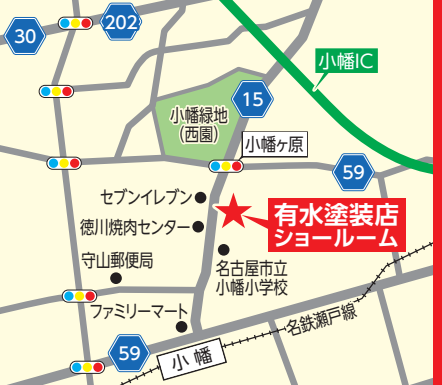 30
202
小幡IC
15
小幡緑地
(西園)
小幡ヶ原
59
セブンイレブン
有水塗装店
ショールーム
徳川焼肉センター
守山郵便局
名古屋市立
小幡小学校
ファミリーマート
名鉄瀬戸線
59
小幡